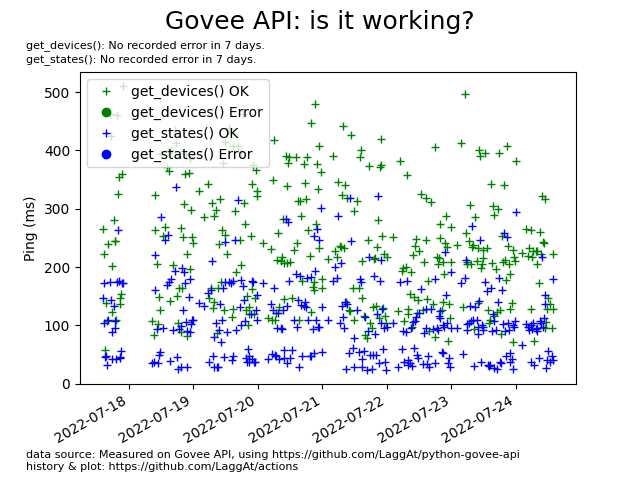 Govee API: is it working?
get_devices(): No recorded error in 7 days.
get_states(): No recorded error in 7 days.
get_devices() OK
get_devices() Error
get_states() OK
get_states() Error
Ping (ms)
500
400
300
200
100
0
2022-07-18
2022-07-19
2022-07-20
2022-07-21
2022-07-22
2022-07-23
2022-07-24
data source: Measured on Govee API, using https://github.com/LaggAt/python-govee-api
history & plot: https://github.com/LaggAt/actions